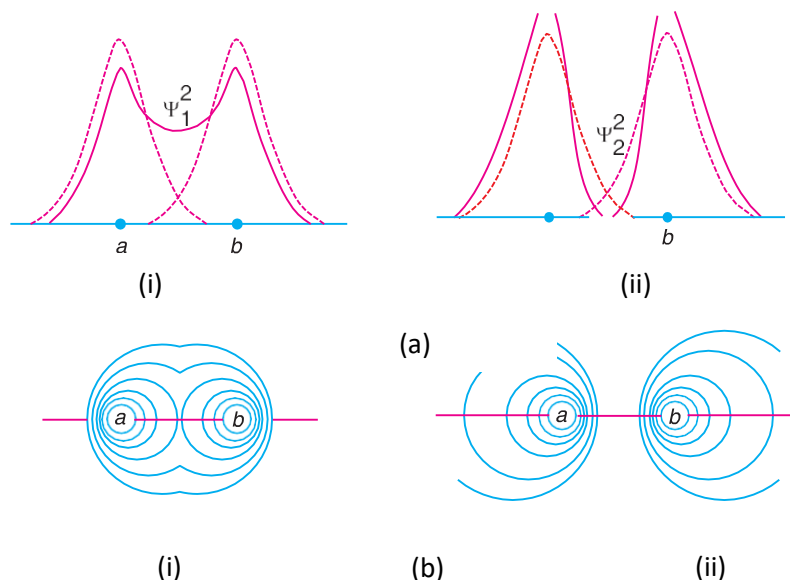 Ψ₁² Ψ₂²
a b b
(i) (ii)
(a)
a b a b
(i) (b) (ii)